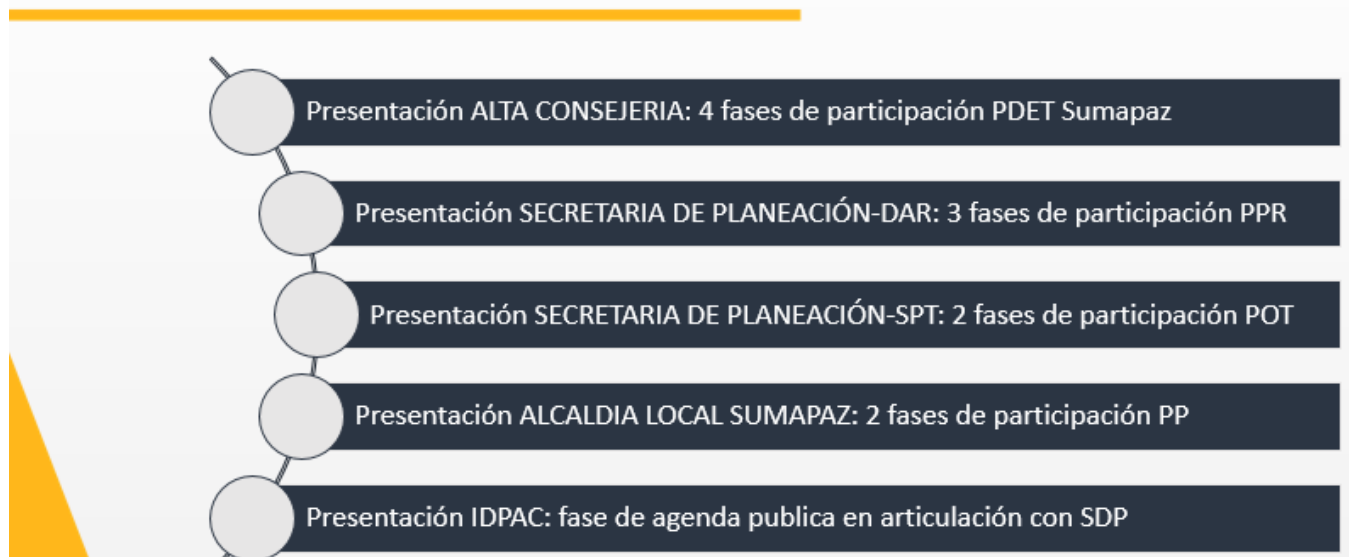 Presentación ALTA CONSEJERIA: 4 fases de participación PDET Sumapaz
Presentación SECRETARIA DE PLANEACIÓN-DAR: 3 fases de participación PPR
Presentación SECRETARIA DE PLANEACIÓN-SPT: 2 fases de participación POT
Presentación ALCALDIA LOCAL SUMAPAZ: 2 fases de participación PP
Presentación IDPAC: fase de agenda publica en articulación con SDP